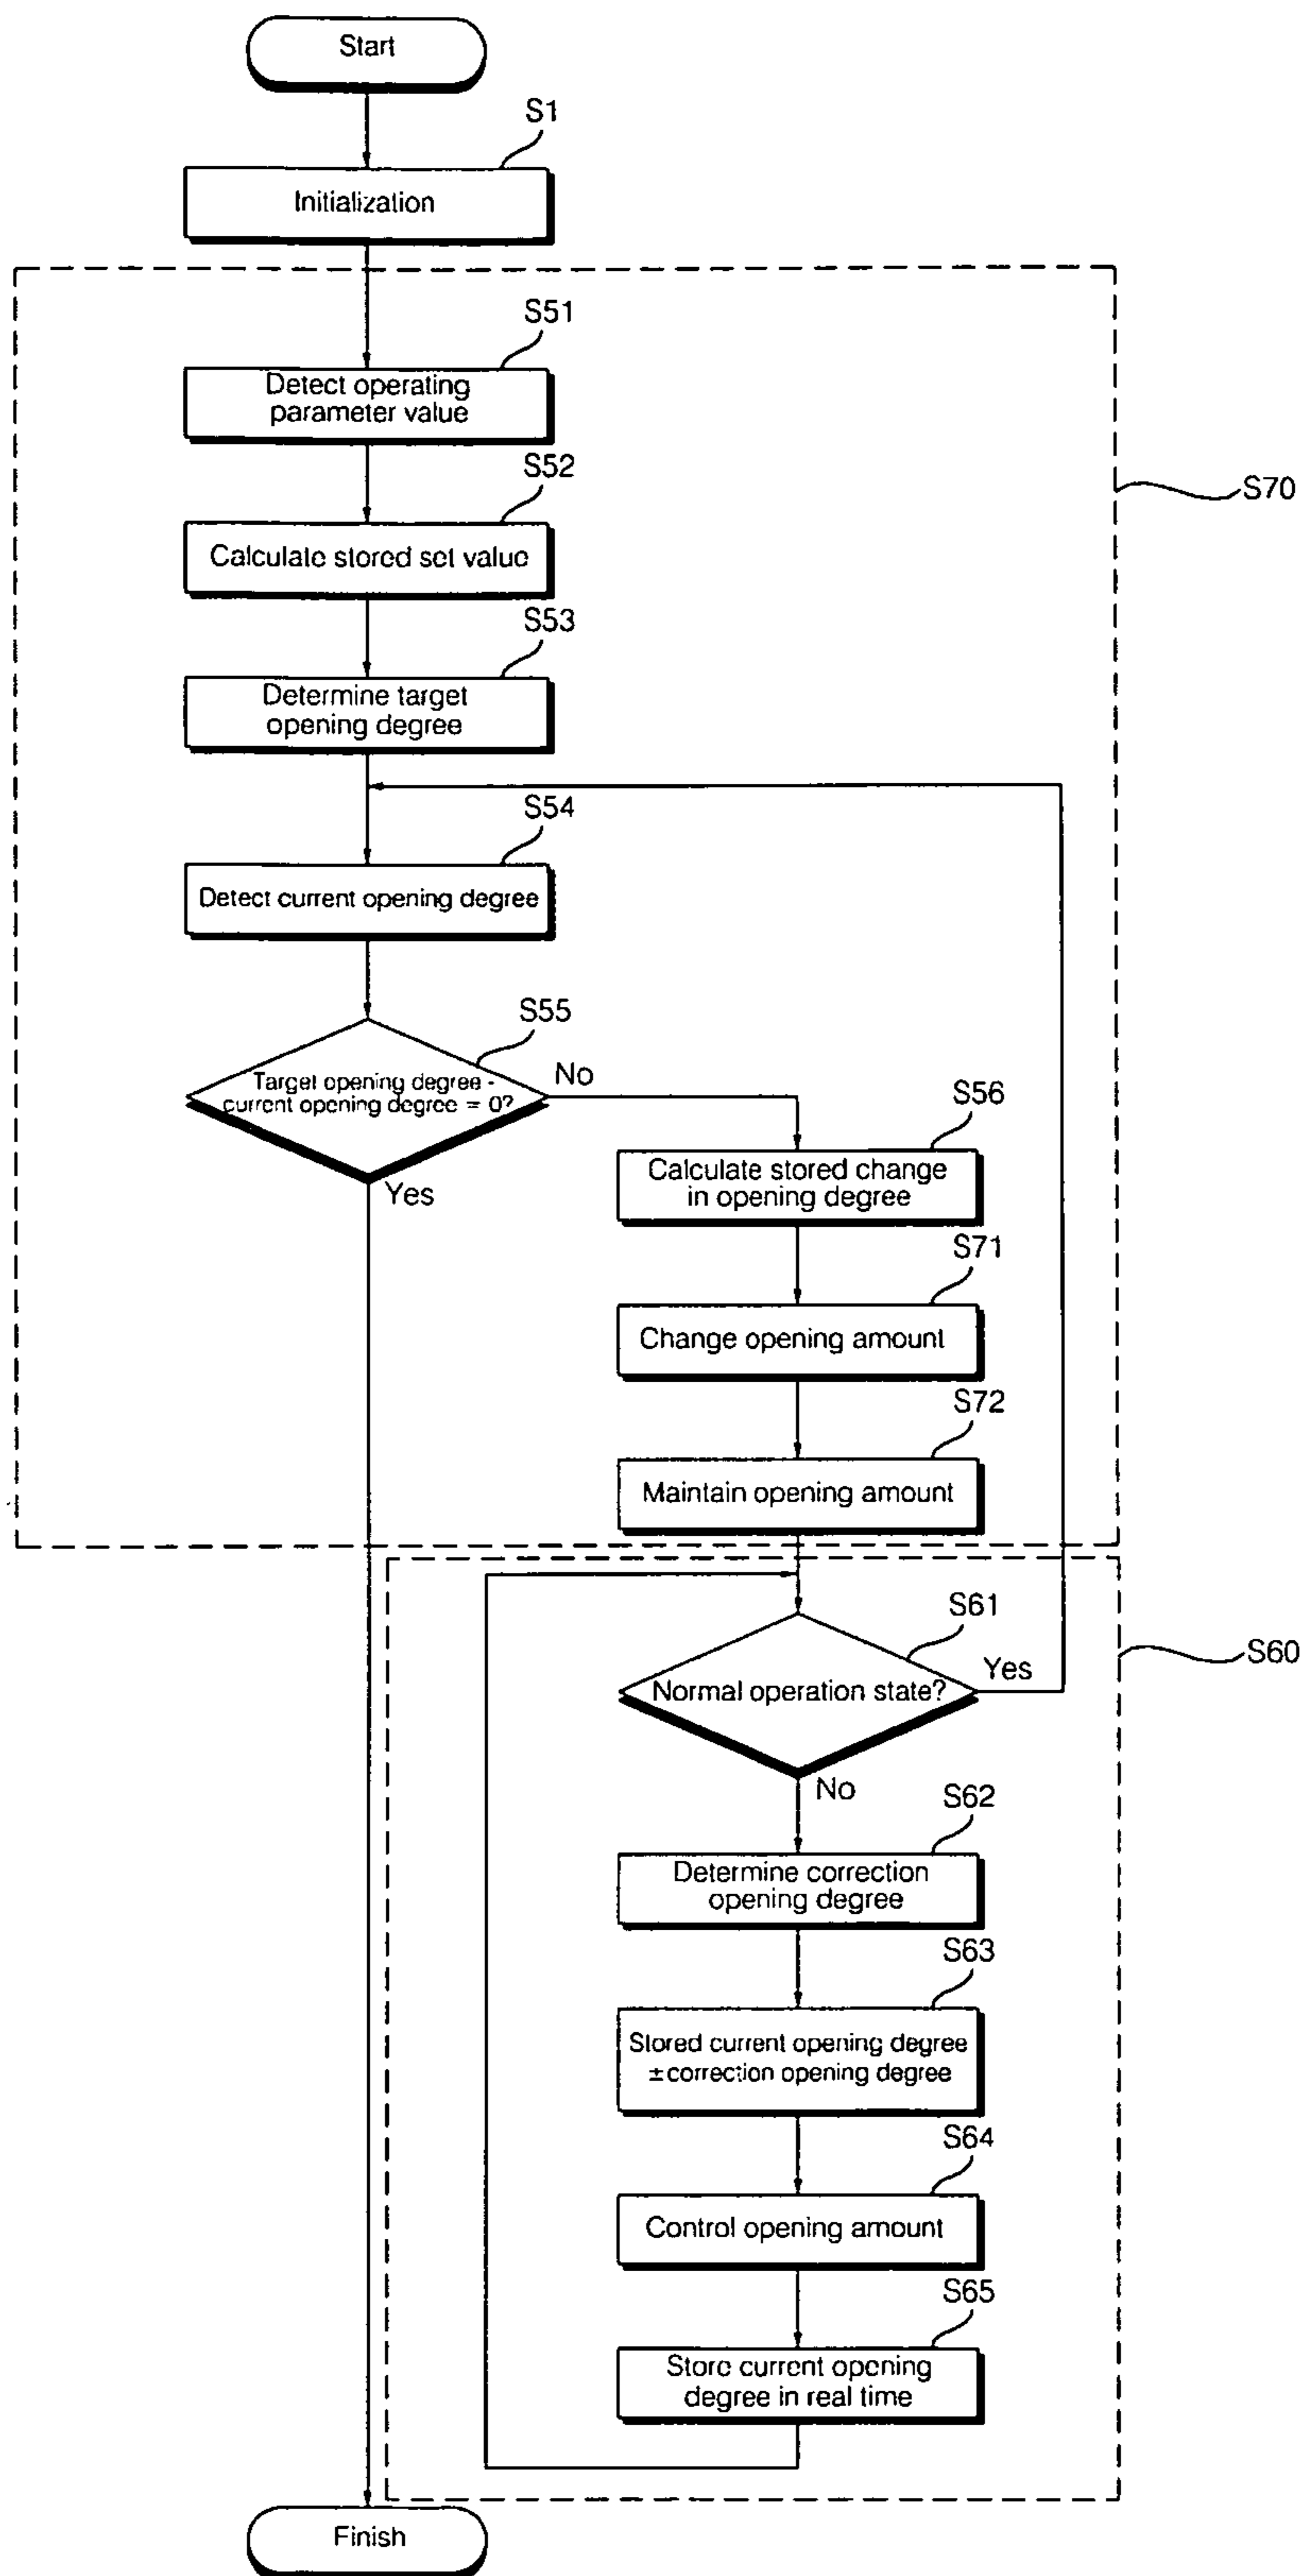 Start
S1
Initialization
S51
Detect operating
parameter value
S52
S70
Calculate stored set value
S53
Determine target
opening degree
S54
Detect current opening degree
S55
Target opening degree -
current opening degree = 0?
No
Yes
S56
Calculate stored change
in opening degree
S71
Change opening amount
S72
Maintain opening amount
S61
S60
Normal operation state?
Yes
No
S62
Determine correction
opening degree
S63
Stored current opening degree
±correction opening degree
S64
Control opening amount
S65
Store current opening
degree in real time
Finish